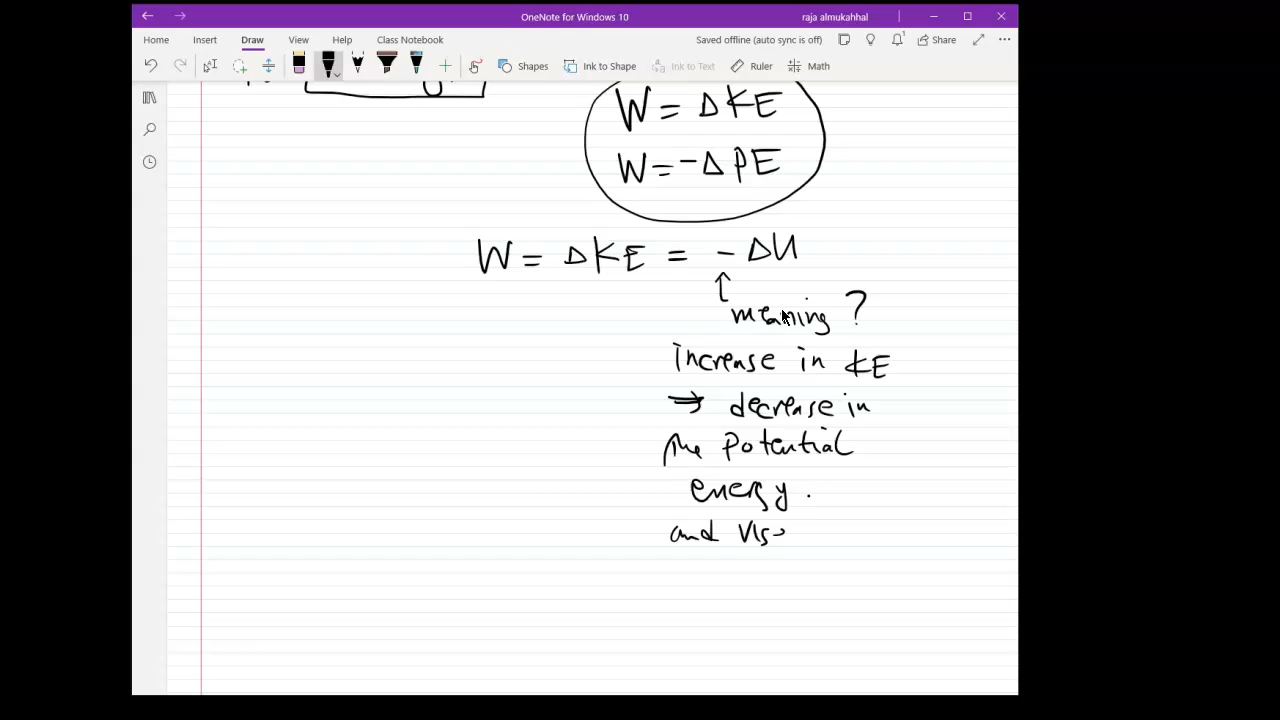 OneNote for Windows 10
raja almukahhal
Home Insert Draw View Help Class Notebook
Saved offline (auto sync is off)
1
Share
Shapes
Ink to Shape
Ink to Text
Ruler
Math
W = ΔKE
W = -ΔPE
W = ΔKE = -ΔU
↑
meaning ?
increase in KE
→ decrease in
the potential
energy.
and